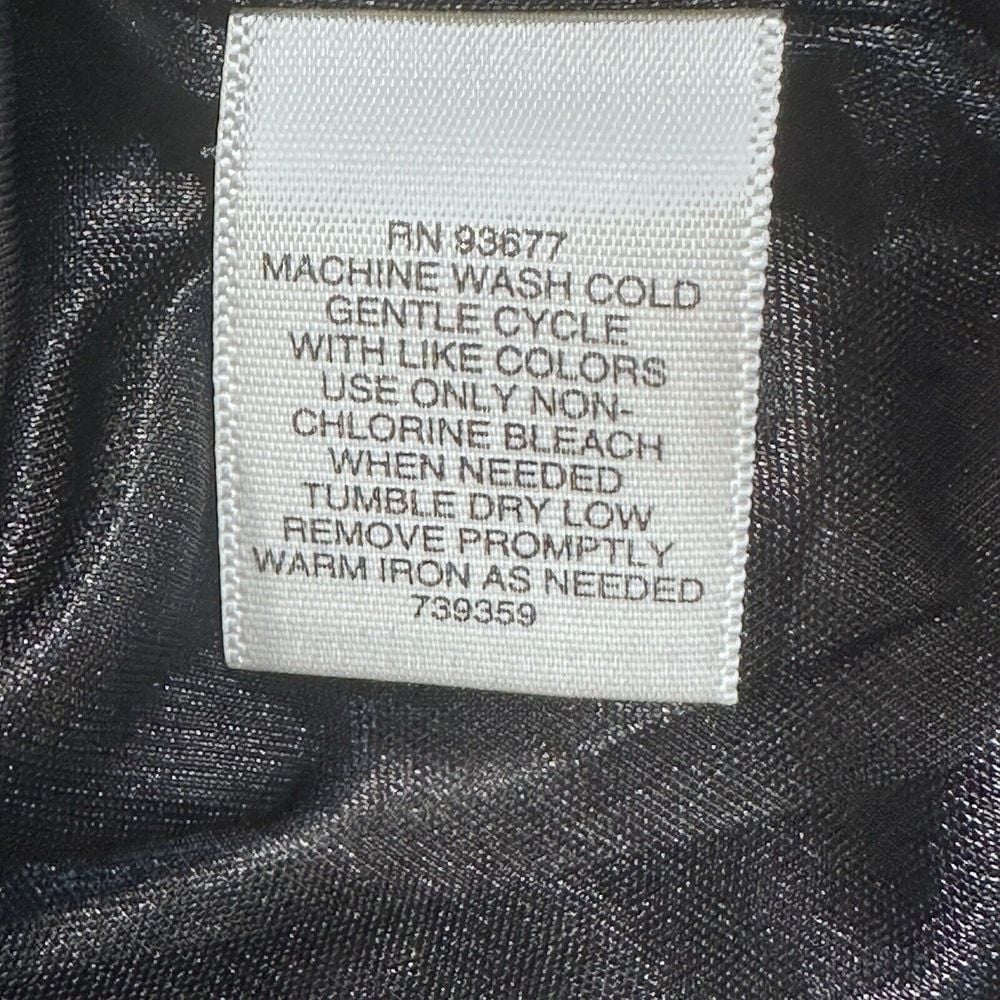 RN 93677
MACHINE WASH COLD
GENTLE CYCLE
WITH LIKE COLORS
USE ONLY NON-
CHLORINE BLEACH
WHEN NEEDED
TUMBLE DRY LOW
REMOVE PROMPTLY
WARM IRON AS NEEDED
739359